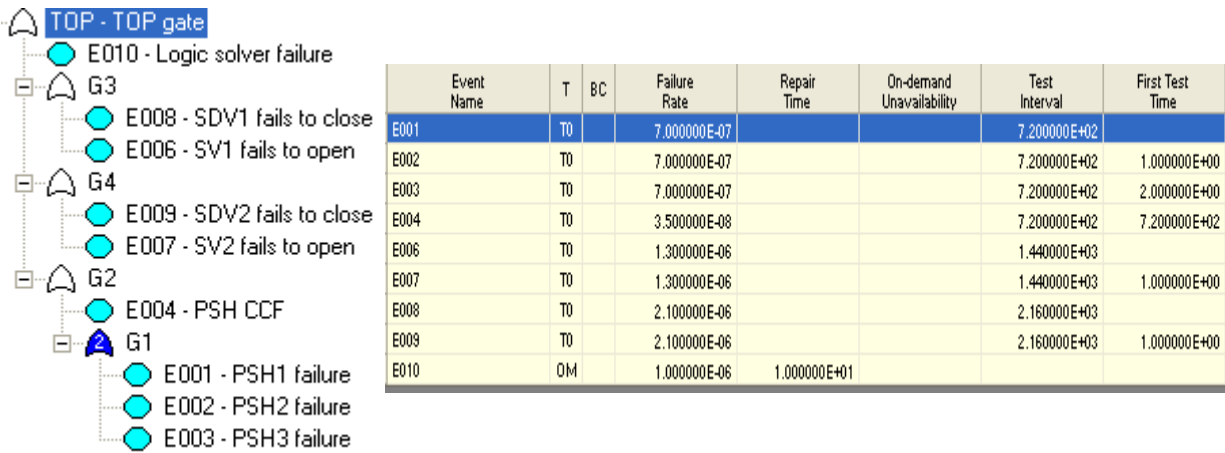 TOP - TOP gate
E010 - Logic solver failure
G3
E008 - SDV1 fails to close
E006 - SV1 fails to open
G4
E009 - SDV2 fails to close
E007 - SV2 fails to open
G2
E004 - PSH CCF
2 G1
E001 - PSH1 failure
E002 - PSH2 failure
E003 - PSH3 failure
Event Name T BC Failure Rate Repair Time On-demand Unavailability Test Interval First Test Time
E001 T0 7.000000E-07 7.200000E+02
E002 T0 7.000000E-07 7.200000E+02 1.000000E+00
E003 T0 7.000000E-07 7.200000E+02 2.000000E+00
E004 T0 3.500000E-08 7.200000E+02 7.200000E+02
E006 T0 1.300000E-06 1.440000E+03
E007 T0 1.300000E-06 1.440000E+03 1.000000E+00
E008 T0 2.100000E-06 2.160000E+03
E009 T0 2.100000E-06 2.160000E+03 1.000000E+00
E010 0M 1.000000E-06 1.000000E+01